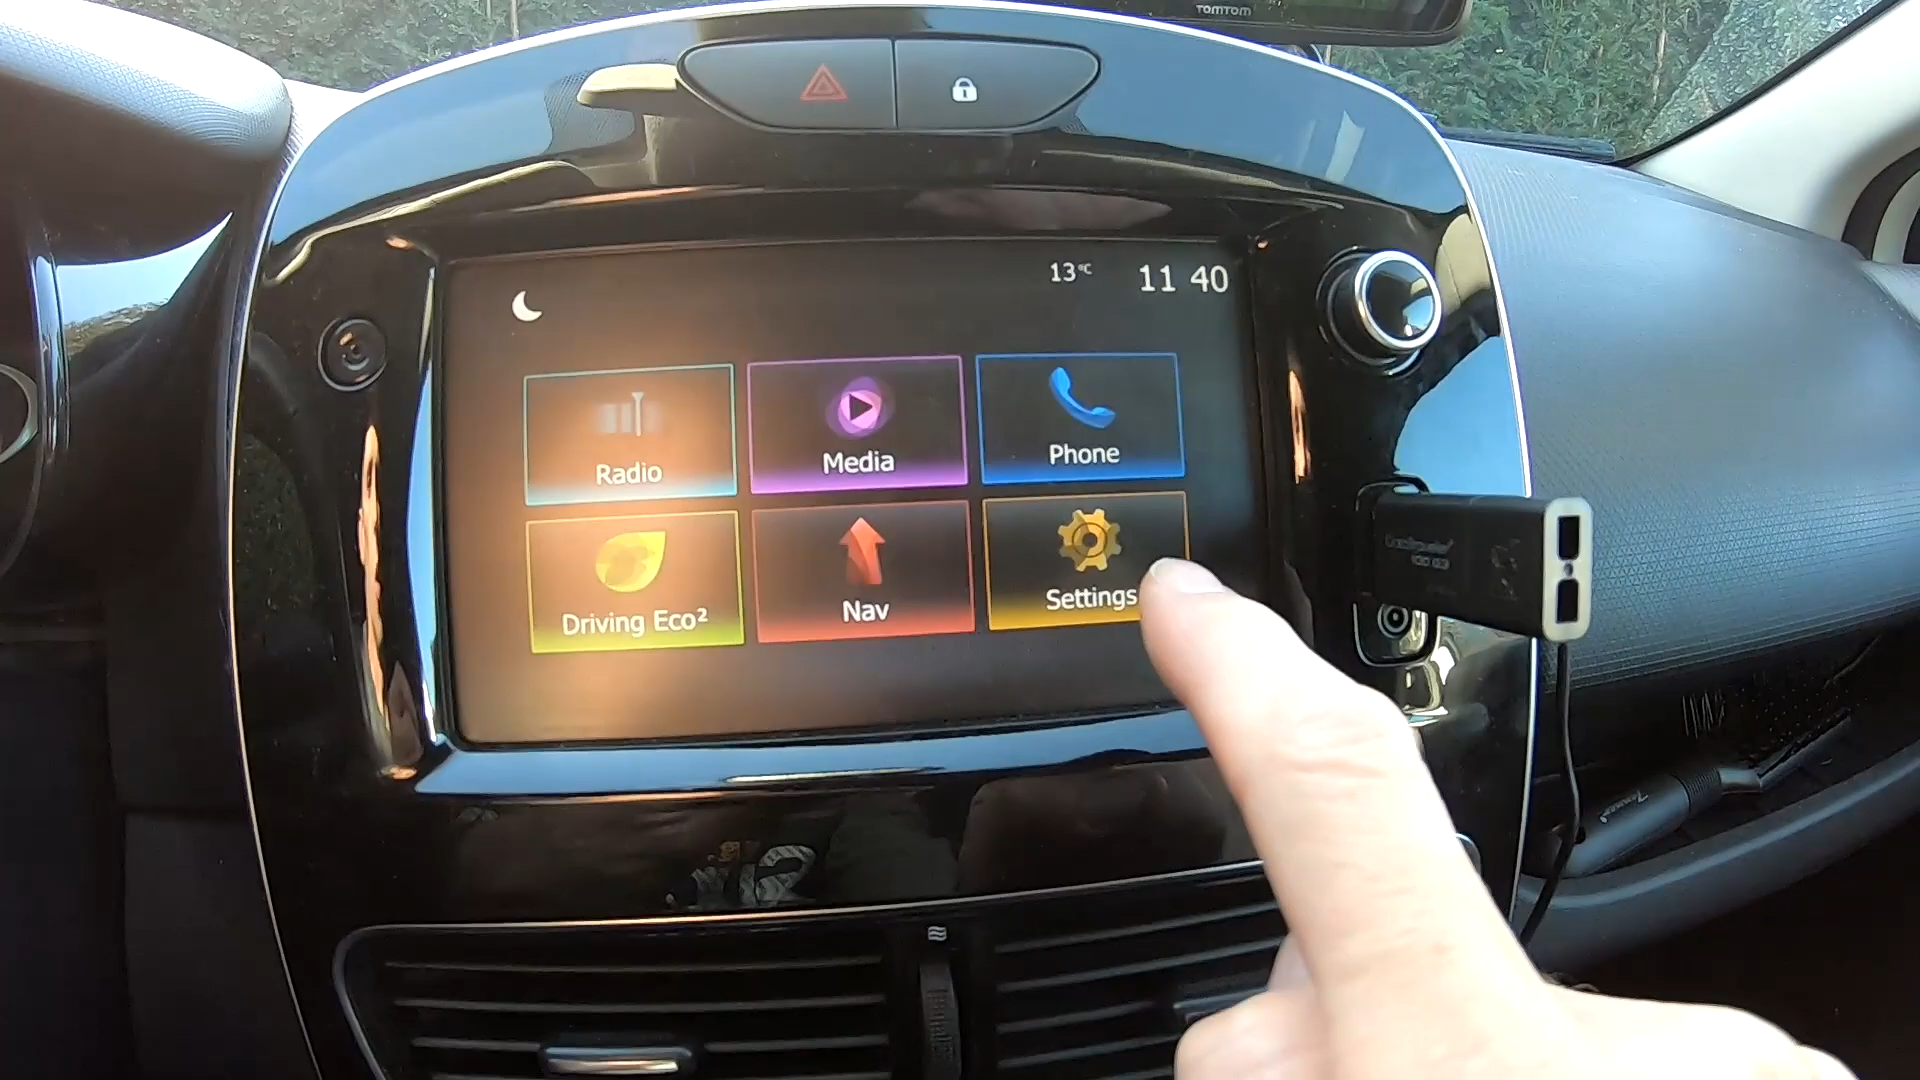 TOMTOM
13°C
11 40
Radio
Media
Phone
Driving Eco²
Nav
Settings